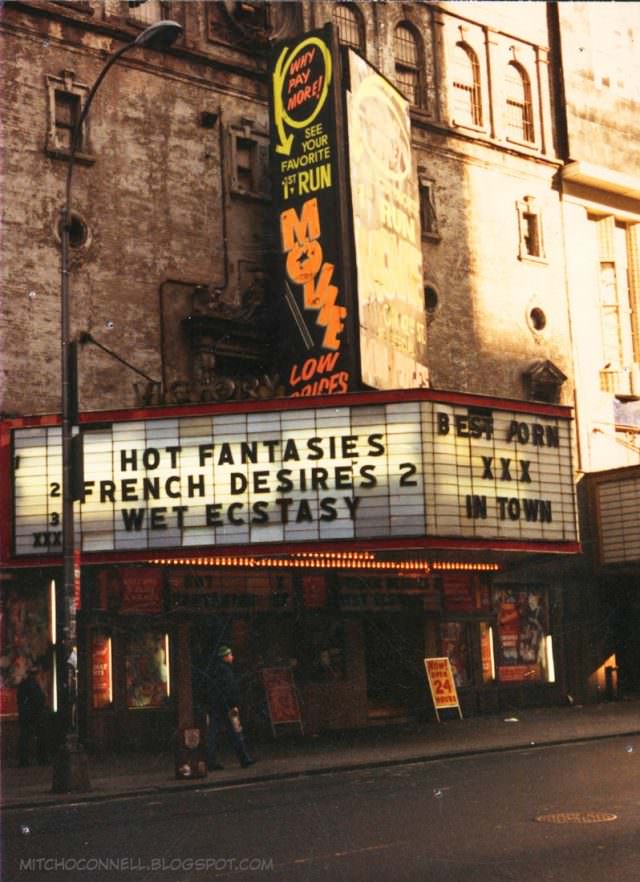 WHY
PAY
MORE!
SEE
YOUR
FAVORITE
1ST RUN
MOVIE
LOW
PRICES
VICTORY
1 HOT FANTASIES
2 FRENCH DESIRES 2
3 WET ECSTASY
XXX
BEST PORN
XXX
IN TOWN
NOW!
OPEN
24
HOURS
MITCHOCONNELL.BLOGSPOT.COM